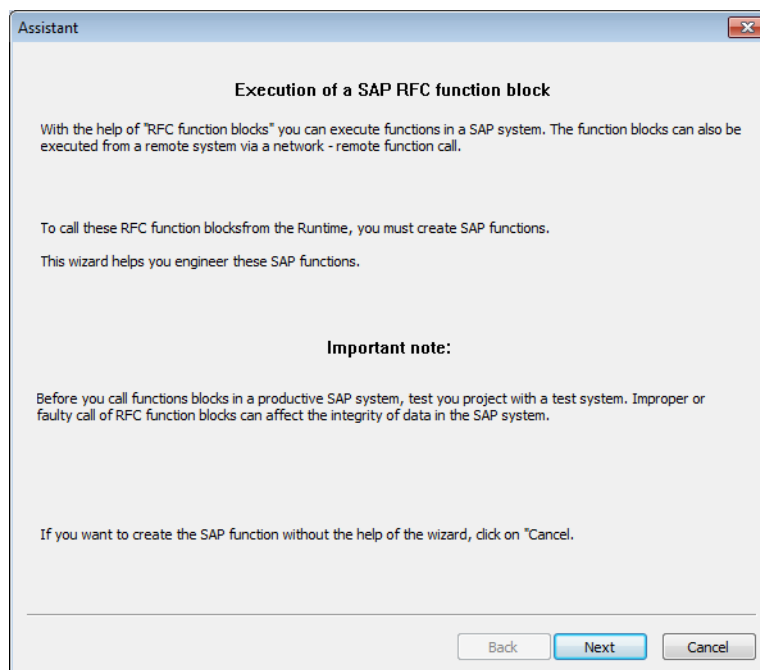 Assistant
Execution of a SAP RFC function block
With the help of "RFC function blocks" you can execute functions in a SAP system. The function blocks can also be
executed from a remote system via a network - remote function call.
To call these RFC function blocksfrom the Runtime, you must create SAP functions.
This wizard helps you engineer these SAP functions.
Important note:
Before you call functions blocks in a productive SAP system, test you project with a test system. Improper or
faulty call of RFC function blocks can affect the integrity of data in the SAP system.
If you want to create the SAP function without the help of the wizard, click on "Cancel.
Back Next Cancel